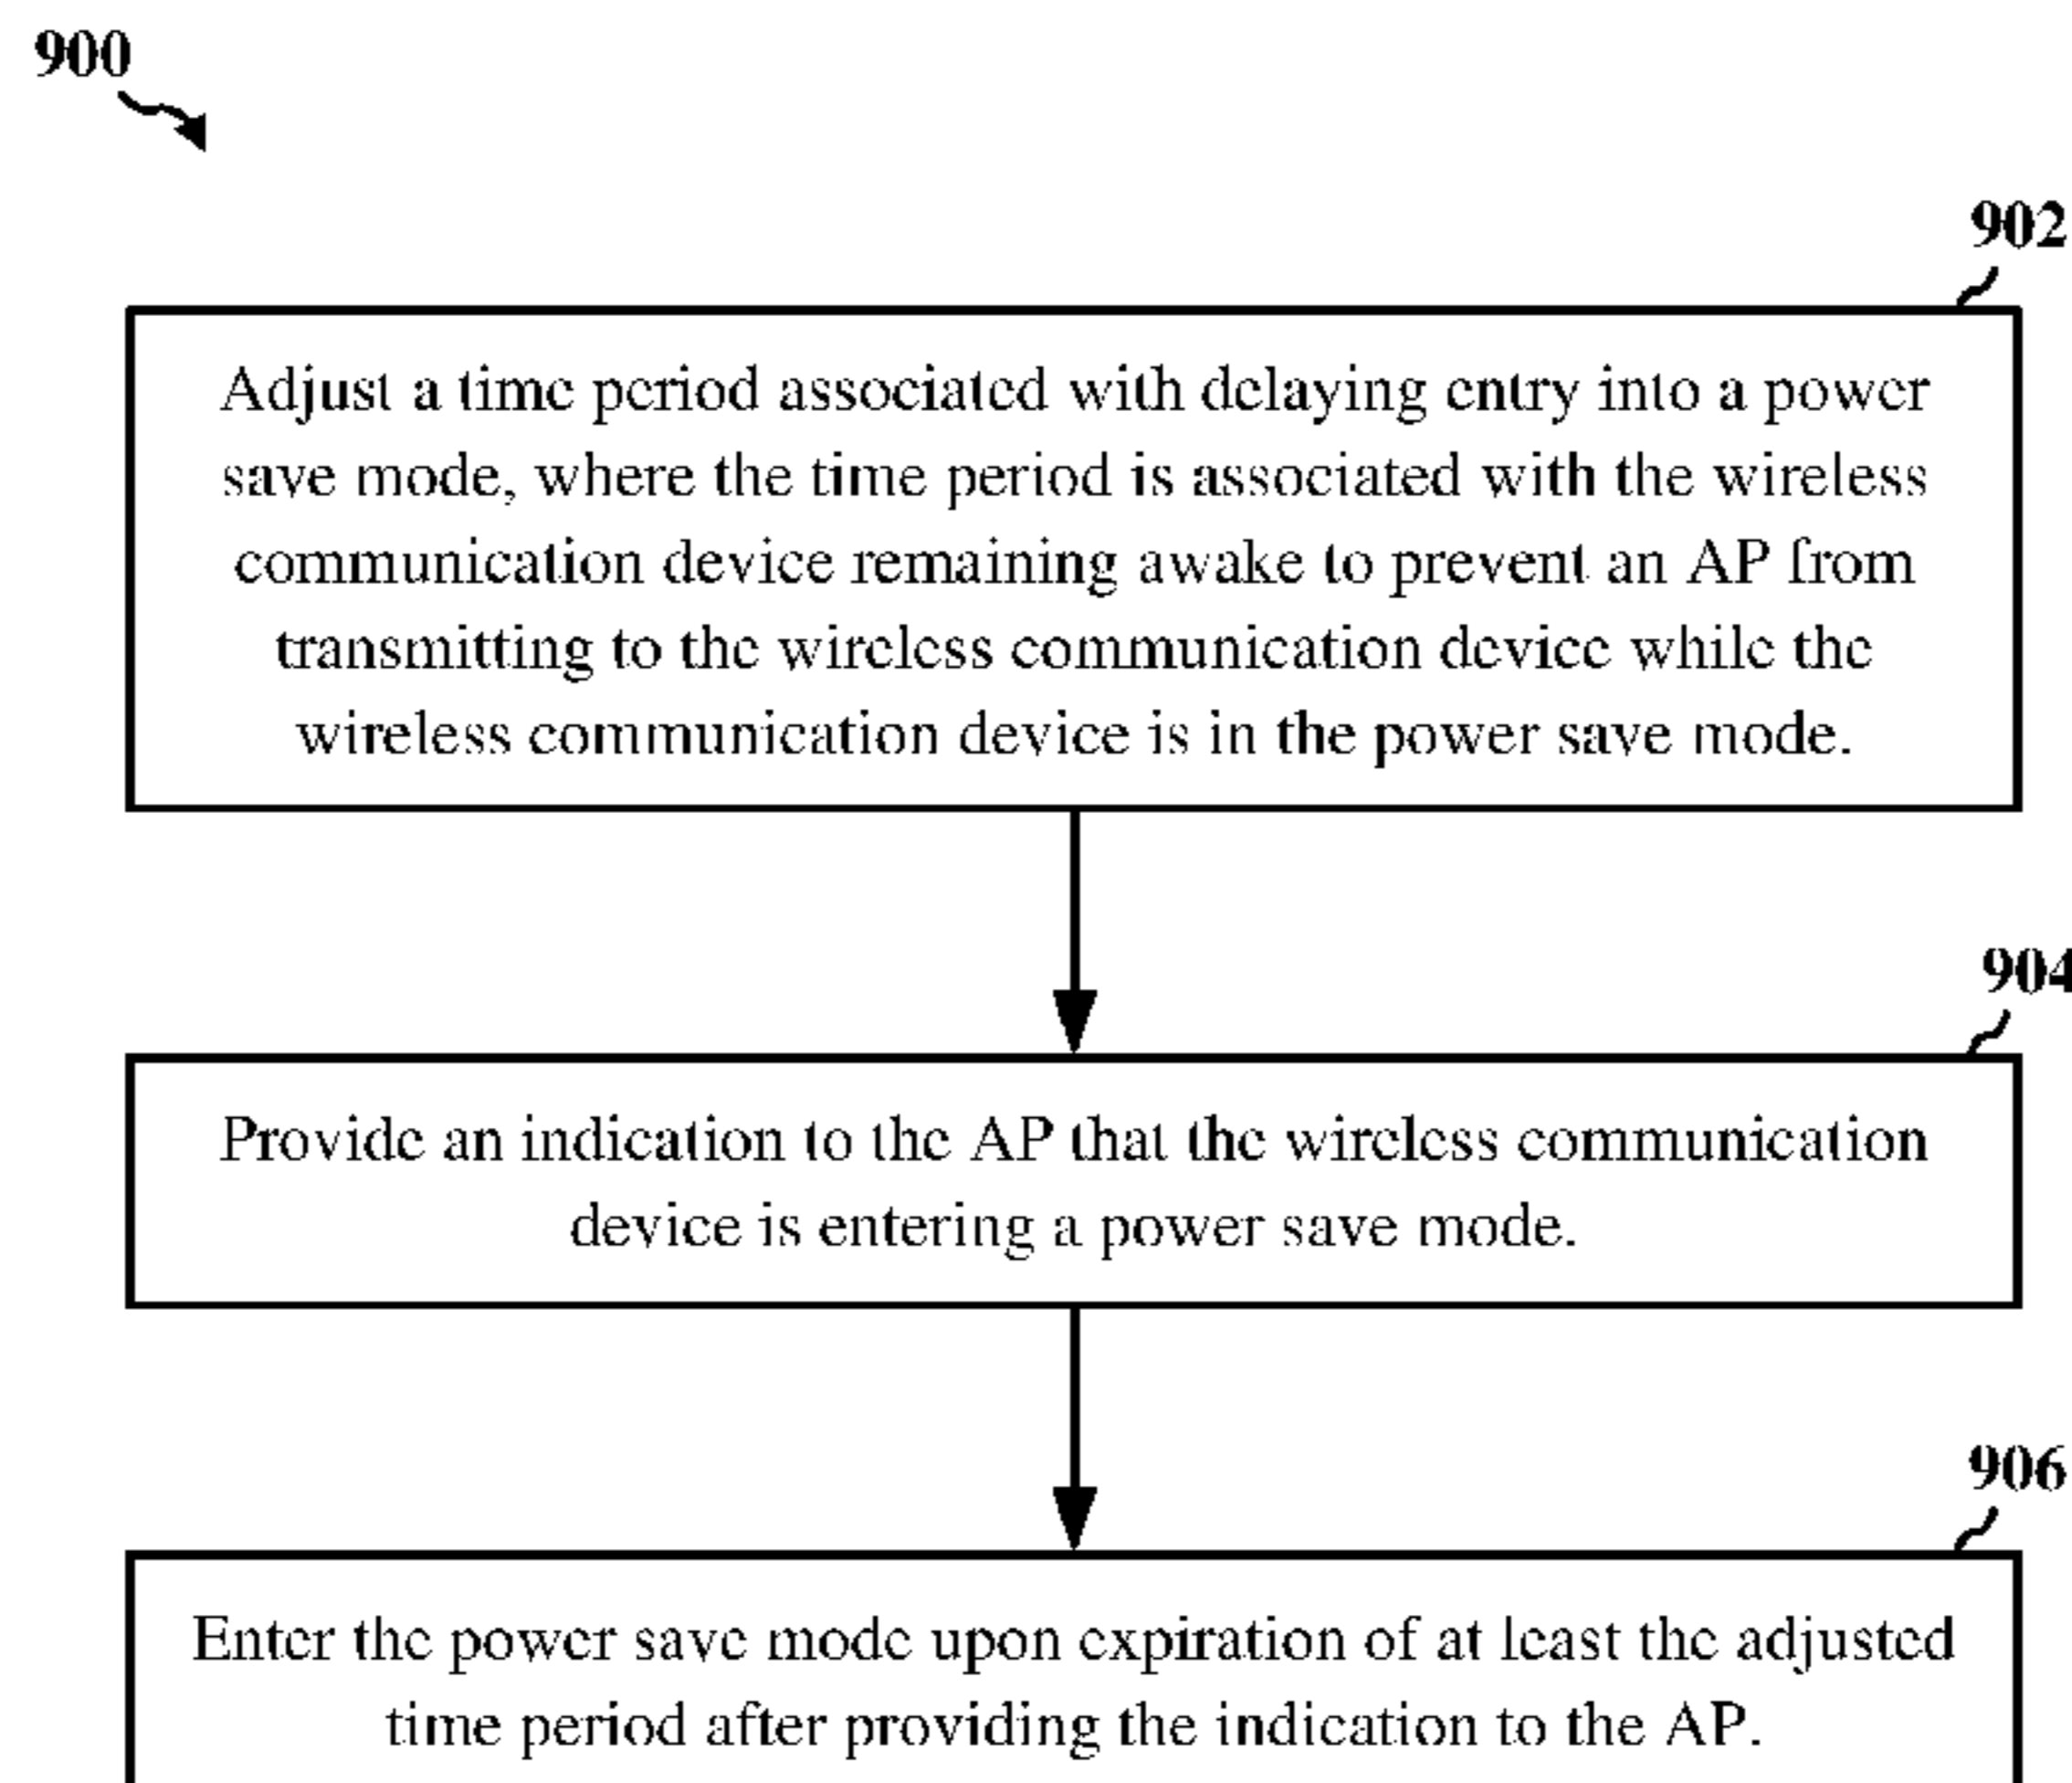 900
902
Adjust a time period associated with delaying entry into a power
save mode, where the time period is associated with the wireless
communication device remaining awake to prevent an AP from
transmitting to the wireless communication device while the
wireless communication device is in the power save mode.
904
Provide an indication to the AP that the wireless communication
device is entering a power save mode.
906
Enter the power save mode upon expiration of at least the adjusted
time period after providing the indication to the AP.